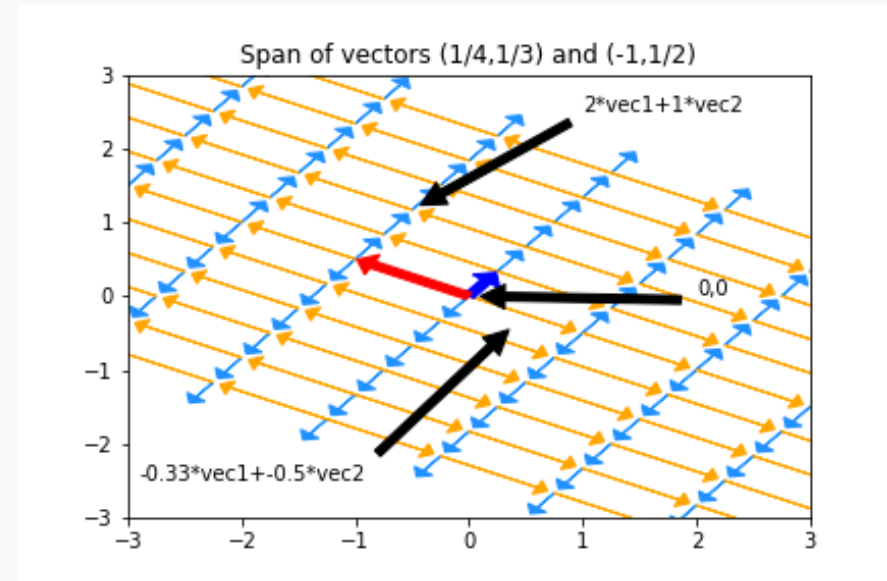 Span of vectors (1/4,1/3) and (-1,1/2)
3
2*vec1+1*vec2
2
1
0,0
0
−1
−2
-0.33*vec1+-0.5*vec2
−3
−3 −2 −1 0 1 2 3